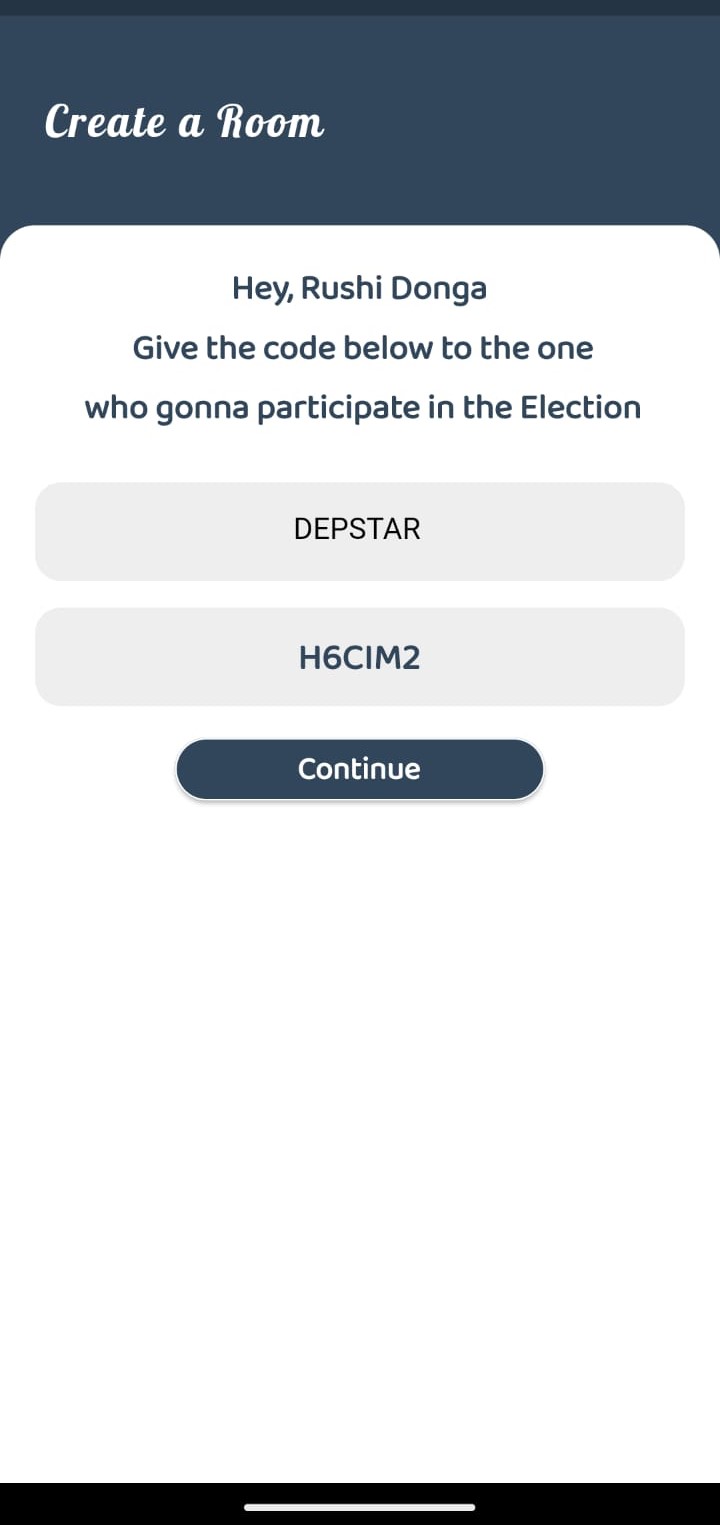 Create a Room
Hey, Rushi Donga
Give the code below to the one
who gonna participate in the Election
DEPSTAR
H6CIM2
Continue